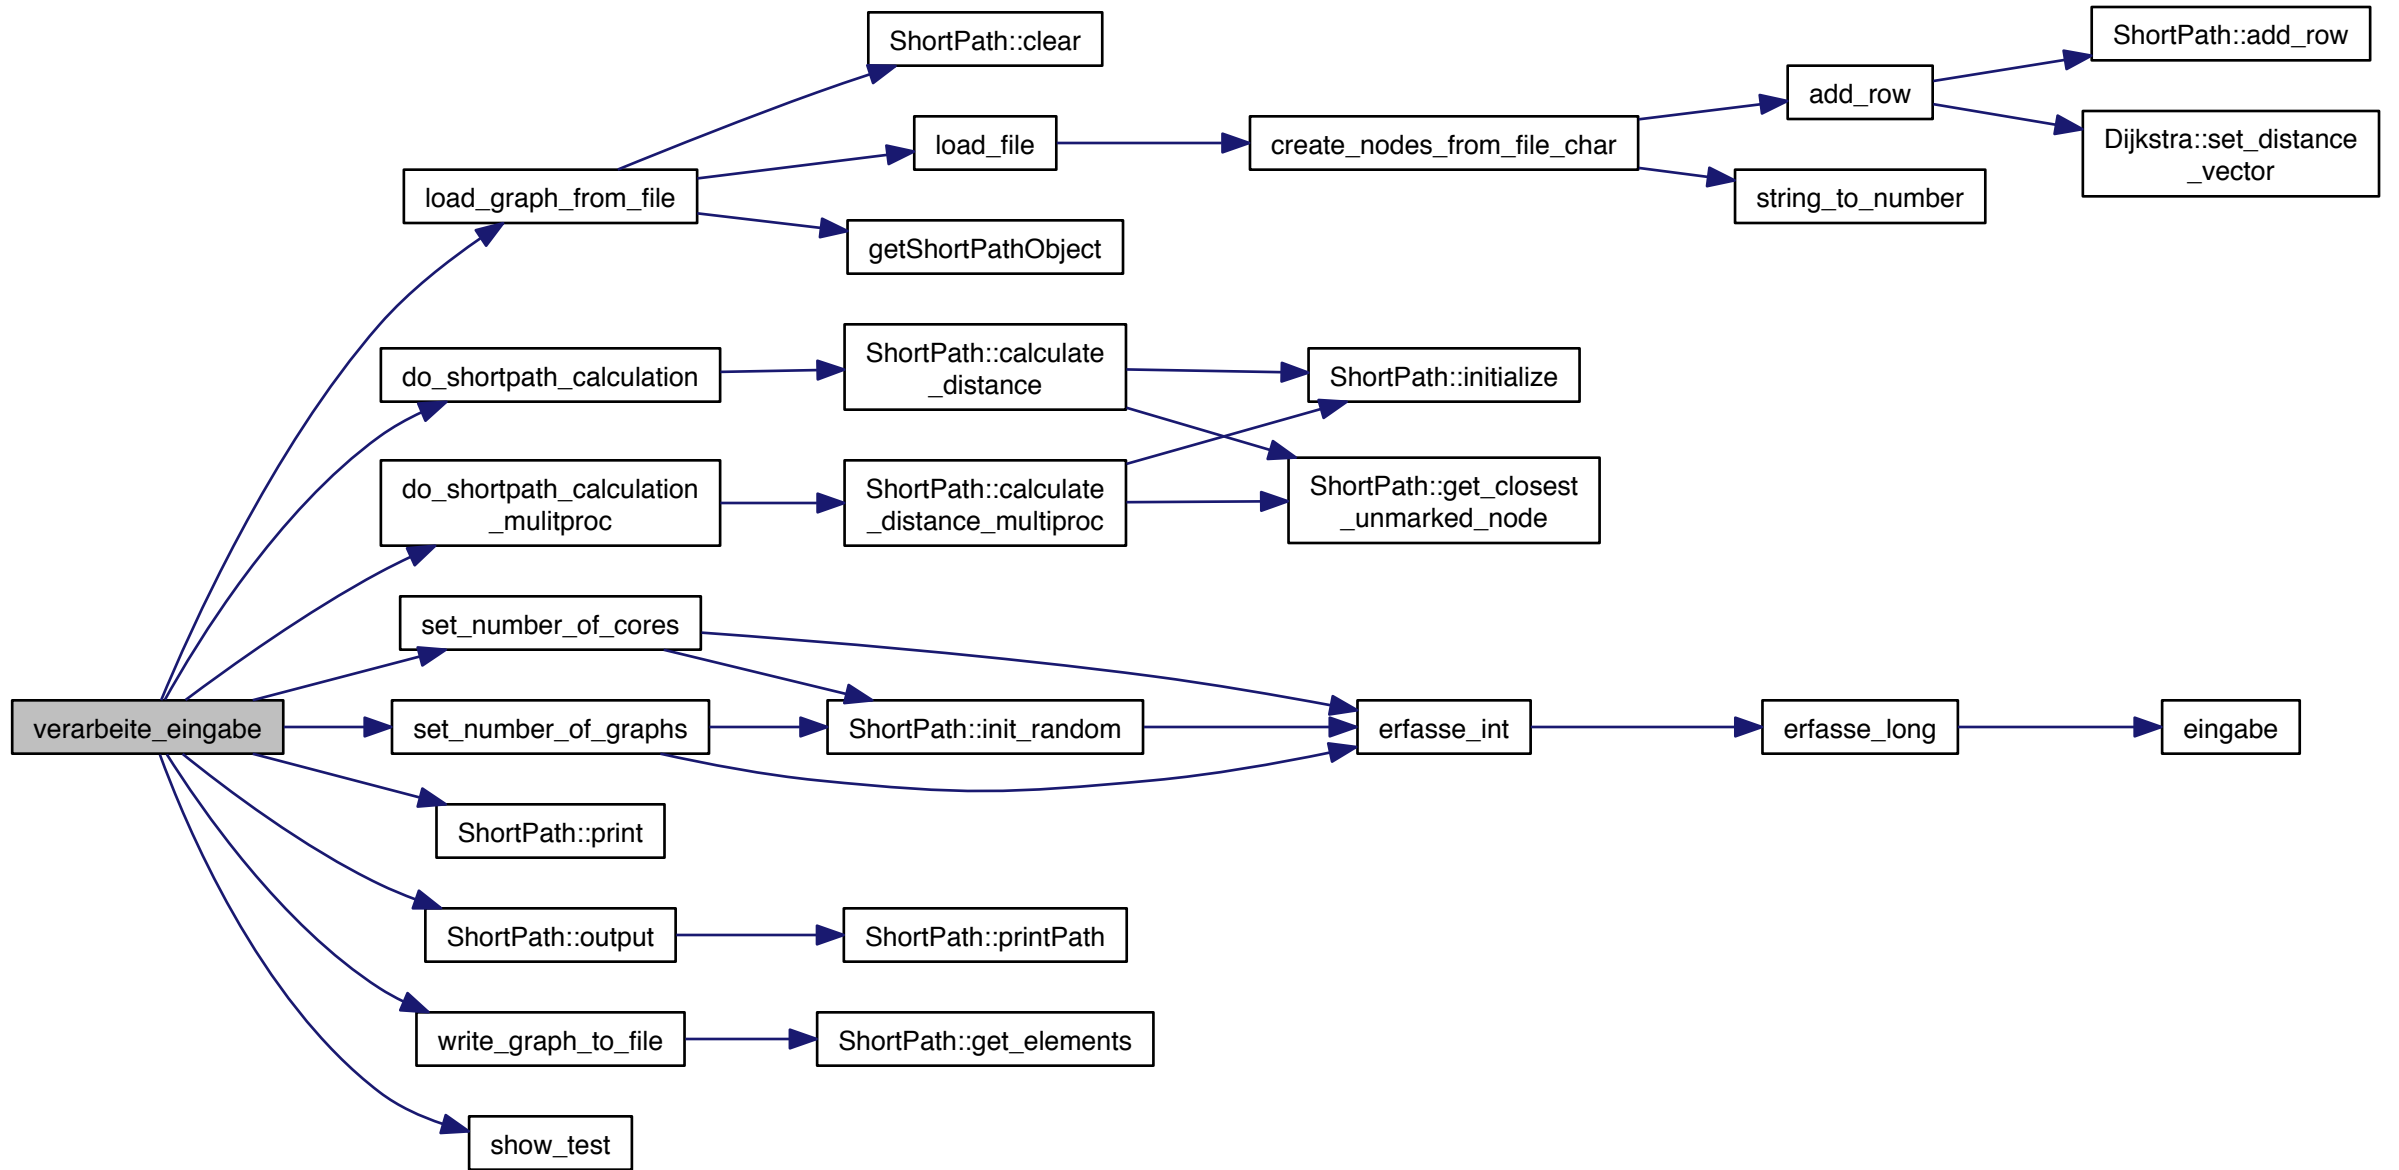 verarbeite_eingabe
load_graph_from_file
do_shortpath_calculation
do_shortpath_calculation
_mulitproc
set_number_of_cores
set_number_of_graphs
ShortPath::print
ShortPath::output
write_graph_to_file
show_test
ShortPath::clear
load_file
getShortPathObject
ShortPath::calculate
_distance
ShortPath::calculate
_distance_multiproc
ShortPath::init_random
ShortPath::printPath
ShortPath::get_elements
create_nodes_from_file_char
ShortPath::initialize
ShortPath::get_closest
_unmarked_node
erfasse_int
add_row
string_to_number
erfasse_long
ShortPath::add_row
Dijkstra::set_distance
_vector
eingabe